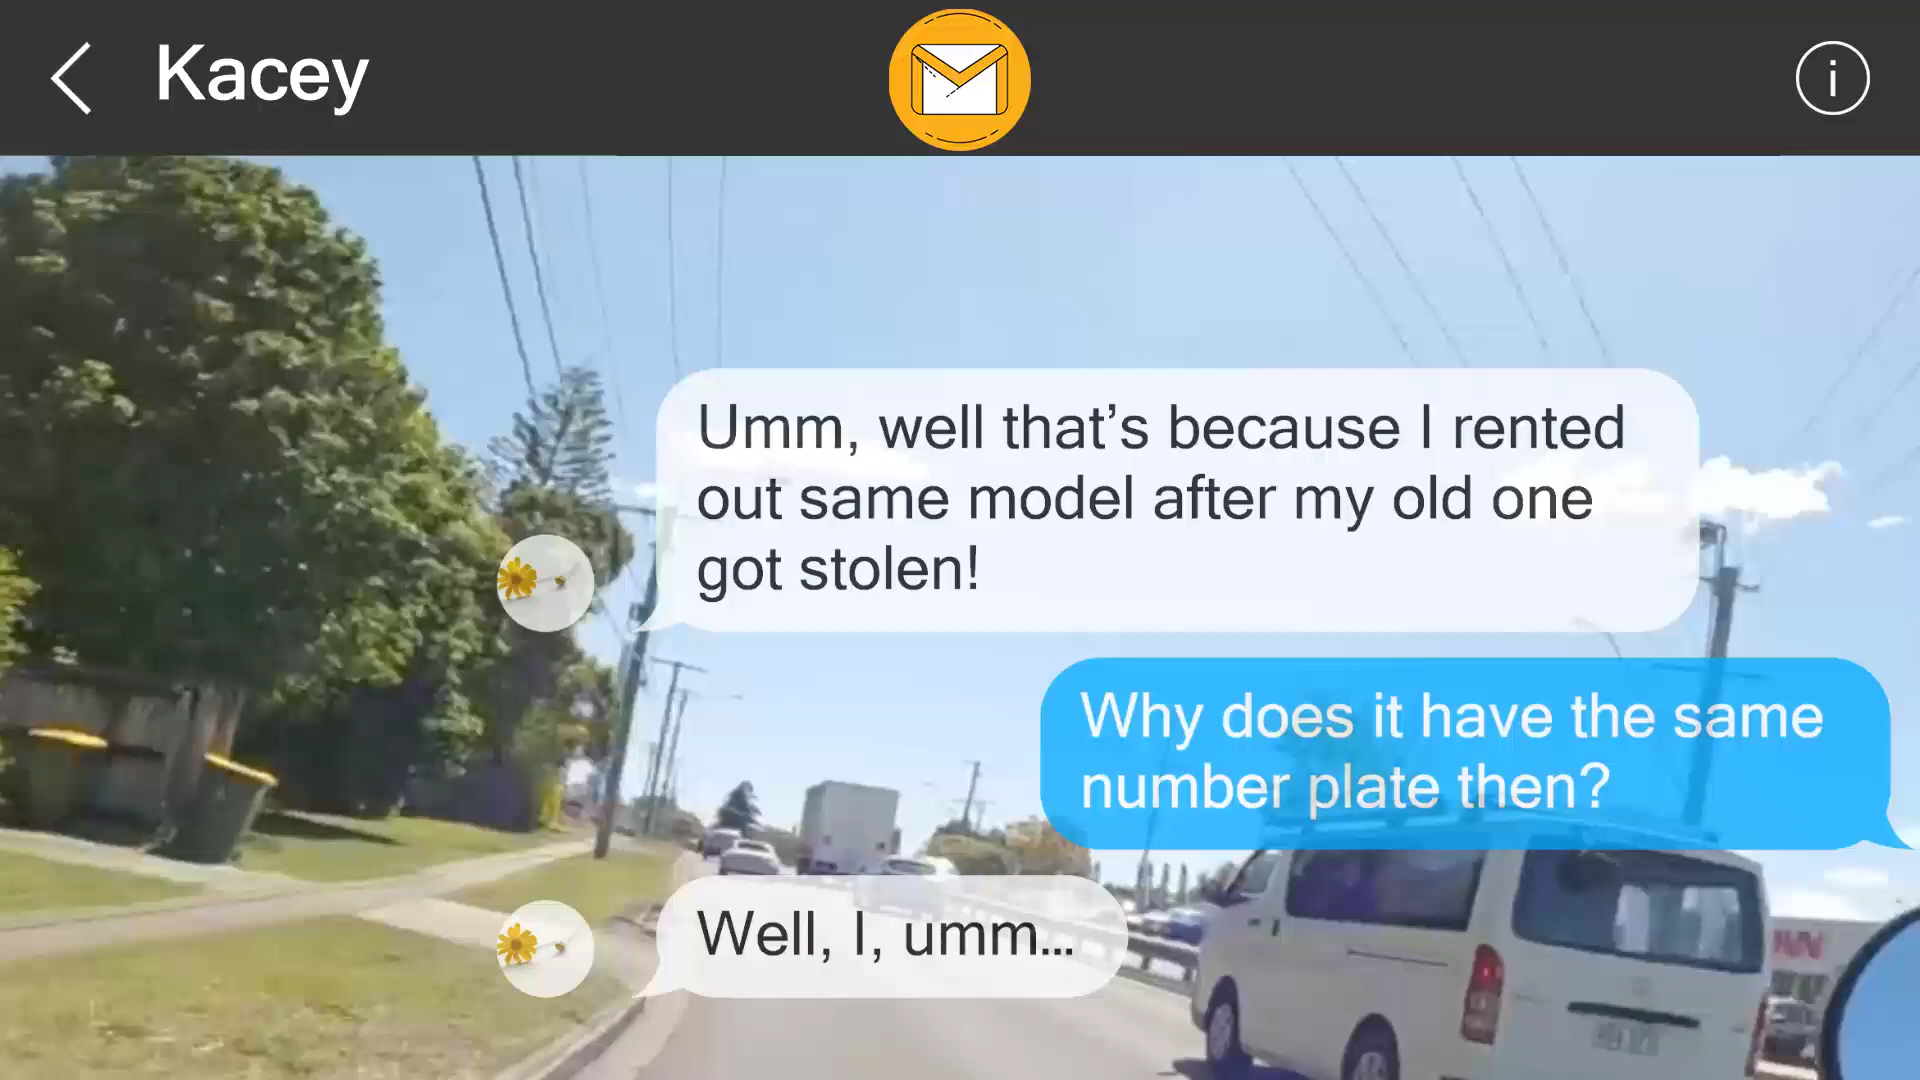 Kacey
i
Umm, well that’s because I rented
out same model after my old one
got stolen!
Why does it have the same
number plate then?
Well, I, umm...